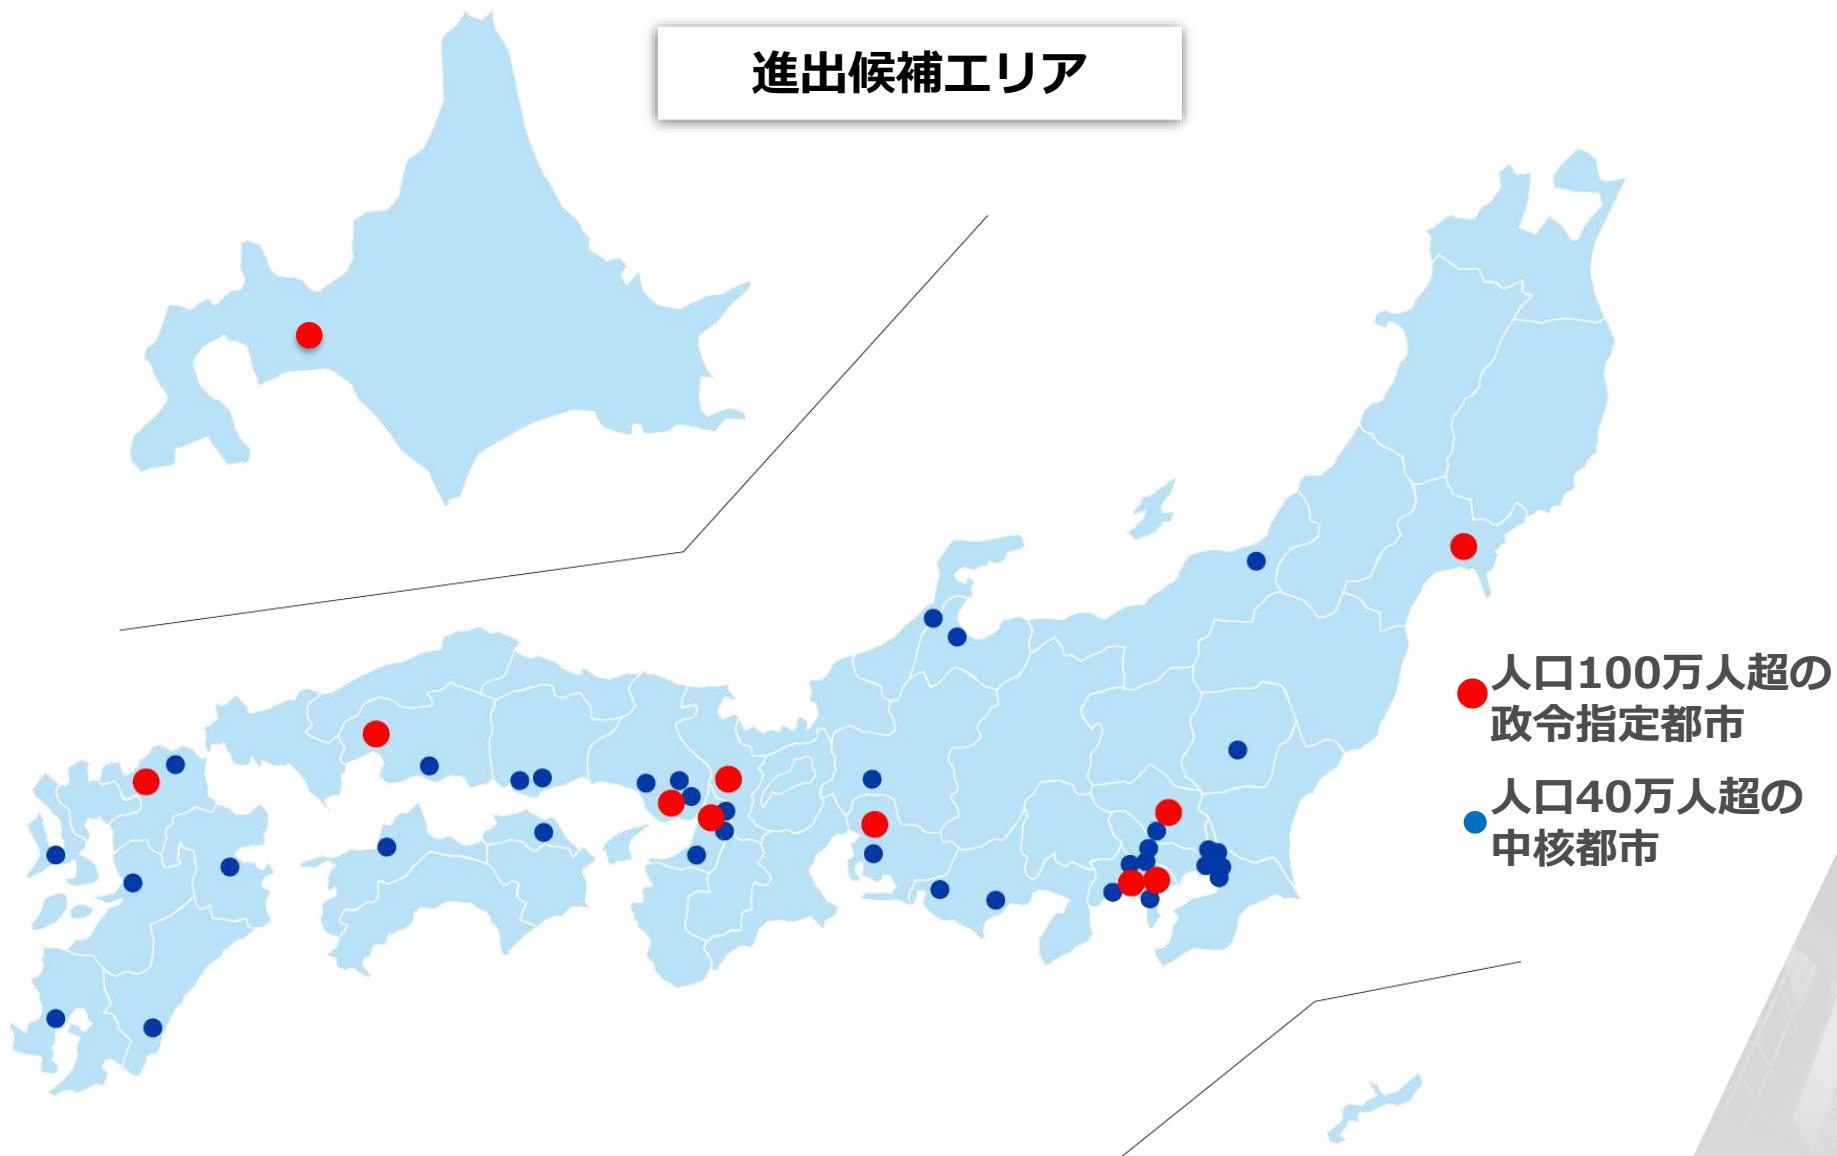 進出候補エリア
人口100万人超の
政令指定都市
人口40万人超の
中核都市